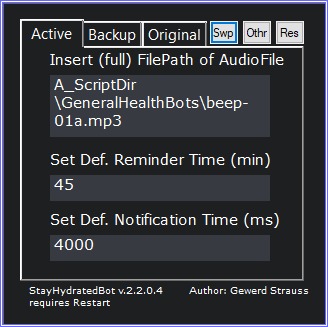 Active Backup Original Swp Othr Res
Insert (full) FilePath of AudioFile
A_ScriptDir
\GeneralHealthBots\beep-
01a.mp3
Set Def. Reminder Time (min)
45
Set Def. Notification Time (ms)
4000
StayHydratedBot v.2.2.0.4 Author: Gewerd Strauss
requires Restart